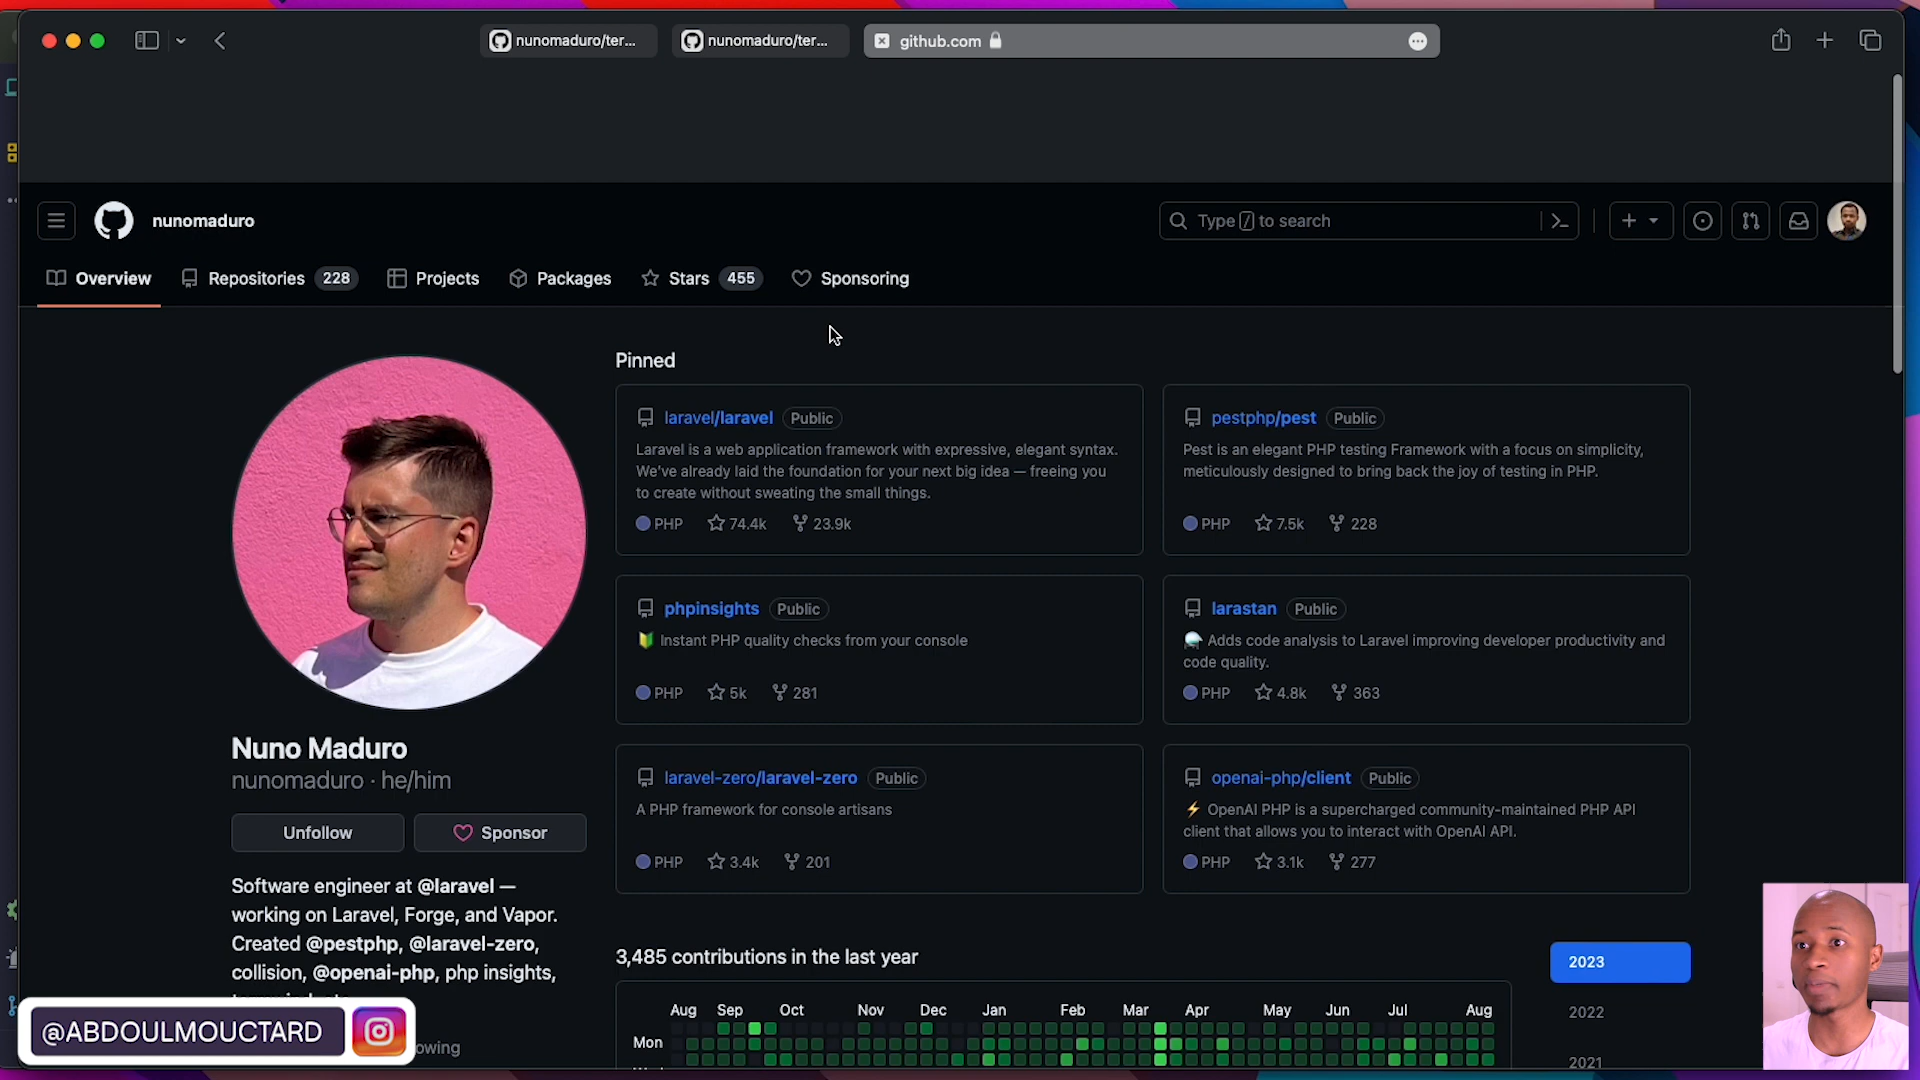 nunomaduro/ter...
nunomaduro/ter...
github.com
nunomaduro
Type / to search
Overview
Repositories 228
Projects
Packages
Stars 455
Sponsoring
Pinned
laravel/laravel Public
Laravel is a web application framework with expressive, elegant syntax.
We've already laid the foundation for your next big idea — freeing you
to create without sweating the small things.
PHP 74.4k 23.9k
pestphp/pest Public
Pest is an elegant PHP testing Framework with a focus on simplicity,
meticulously designed to bring back the joy of testing in PHP.
PHP 7.5k 228
phpinsights Public
Instant PHP quality checks from your console
PHP 5k 281
larastan Public
Adds code analysis to Laravel improving developer productivity and
code quality.
PHP 4.8k 363
laravel-zero/laravel-zero Public
A PHP framework for console artisans
PHP 3.4k 201
openai-php/client Public
OpenAI PHP is a supercharged community-maintained PHP API
client that allows you to interact with OpenAI API.
PHP 3.1k 277
Nuno Maduro
nunomaduro · he/him
Unfollow
Sponsor
Software engineer at @laravel —
working on Laravel, Forge, and Vapor.
Created @pestphp, @laravel-zero,
collision, @openai-php, php insights,
@ABDOULMOUCTARD
owing
3,485 contributions in the last year
Aug Sep Oct Nov Dec Jan Feb Mar Apr May Jun Jul Aug
Mon
2023
2022
2021